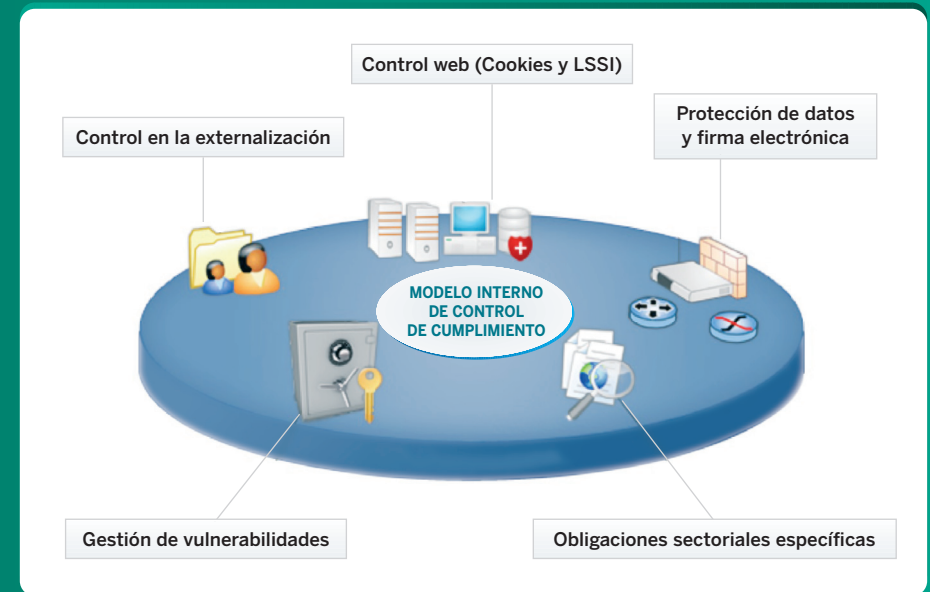 Control web (Cookies y LSSI)
Protección de datos
y firma electrónica
Control en la externalización
MODELO INTERNO
DE CONTROL
DE CUMPLIMIENTO
Gestión de vulnerabilidades
Obligaciones sectoriales específicas